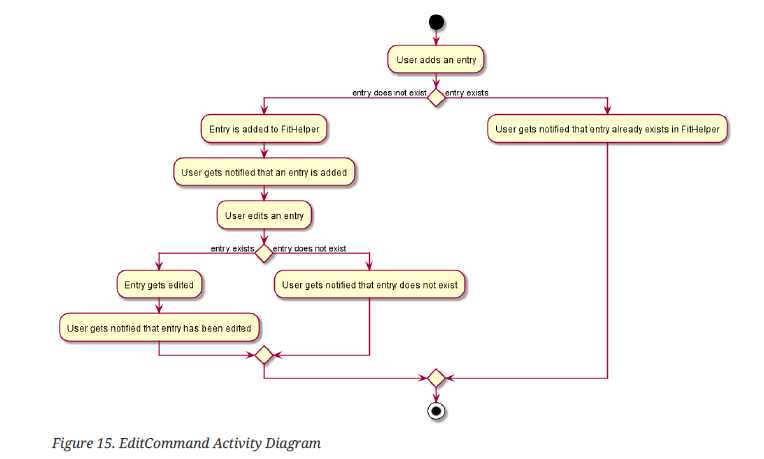 User adds an entry
entry does not exist
entry exists
Entry is added to FitHelper
User gets notified that entry already exists in FitHelper
User gets notified that an entry is added
User edits an entry
entry exists
entry does not exist
Entry gets edited
User gets notified that entry does not exist
User gets notified that entry has been edited
Figure 15. EditCommand Activity Diagram